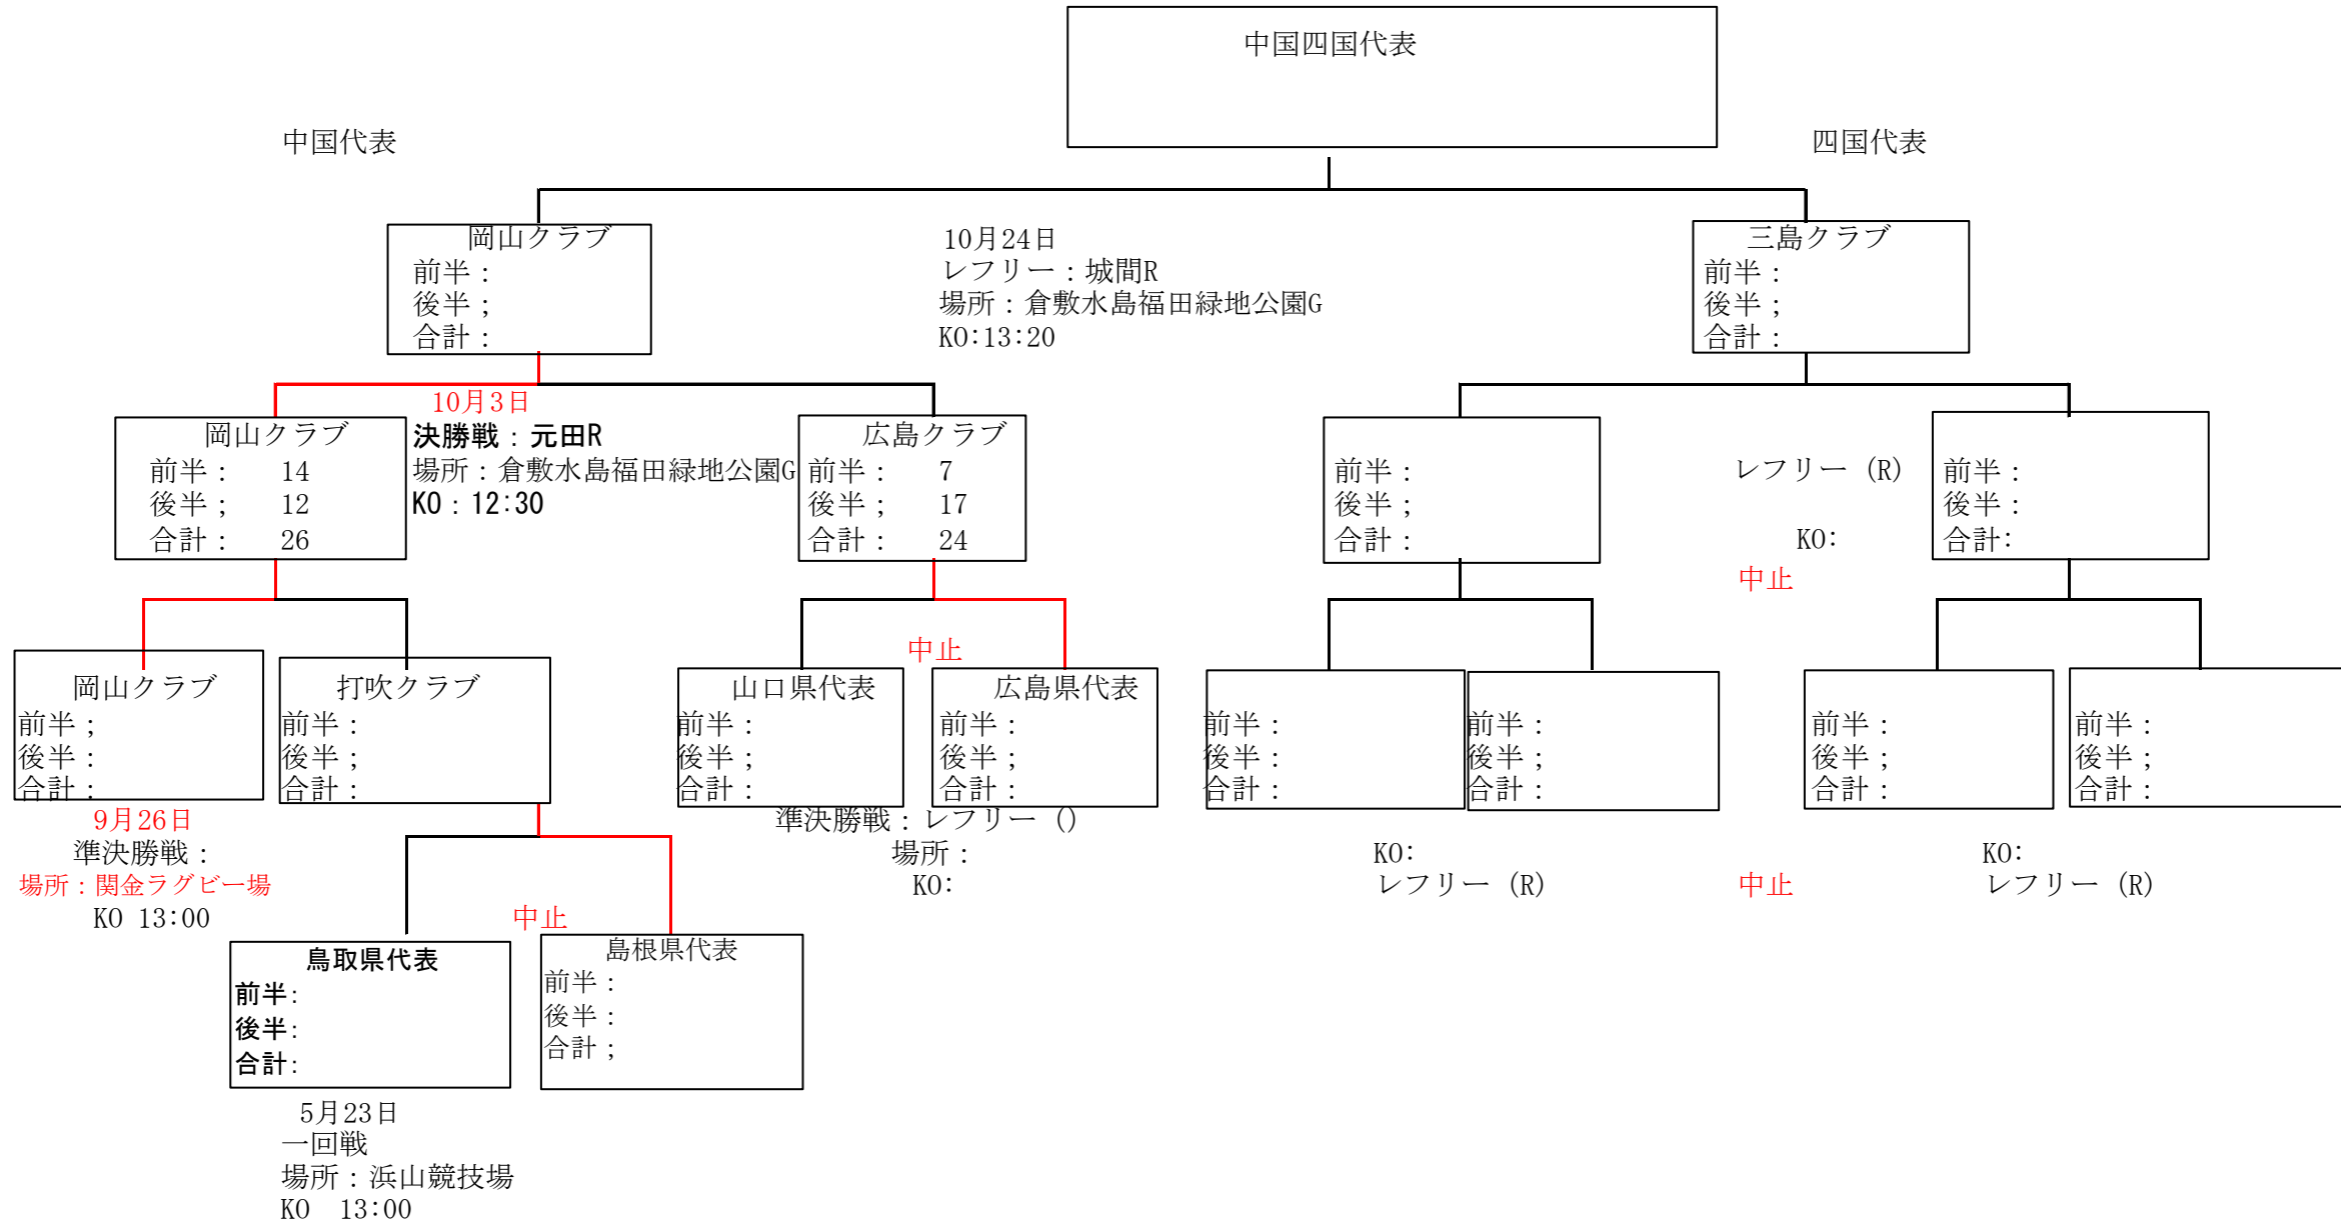 中国四国代表
中国代表
四国代表
岡山クラブ
前半：
後半；
合計：
10月24日
レフリー：城間R
場所：倉敷水島福田緑地公園G
KO:13:20
三島クラブ
前半：
後半；
合計：
岡山クラブ
前半： 14
後半； 12
合計： 26
10月3日
決勝戦：元田R
場所：倉敷水島福田緑地公園G
KO：12:30
広島クラブ
前半： 7
後半； 17
合計： 24
前半：
後半；
合計：
レフリー（R）
KO:
中止
前半：
後半：
合計:
岡山クラブ
前半；
後半：
合計：
打吹クラブ
前半：
後半；
合計：
中止
山口県代表
前半：
後半；
合計：
広島県代表
前半：
後半；
合計：
前半：
後半：
合計：
前半：
後半；
合計：
前半：
後半；
合計：
前半：
後半；
合計：
9月26日
準決勝戦：
場所：関金ラグビー場
KO 13:00
準決勝戦：レフリー（）
場所：
KO:
KO:
レフリー（R）
中止
KO:
レフリー（R）
中止
鳥取県代表
前半:
後半:
合計:
島根県代表
前半：
後半：
合計；
5月23日
一回戦
場所：浜山競技場
KO 13:00